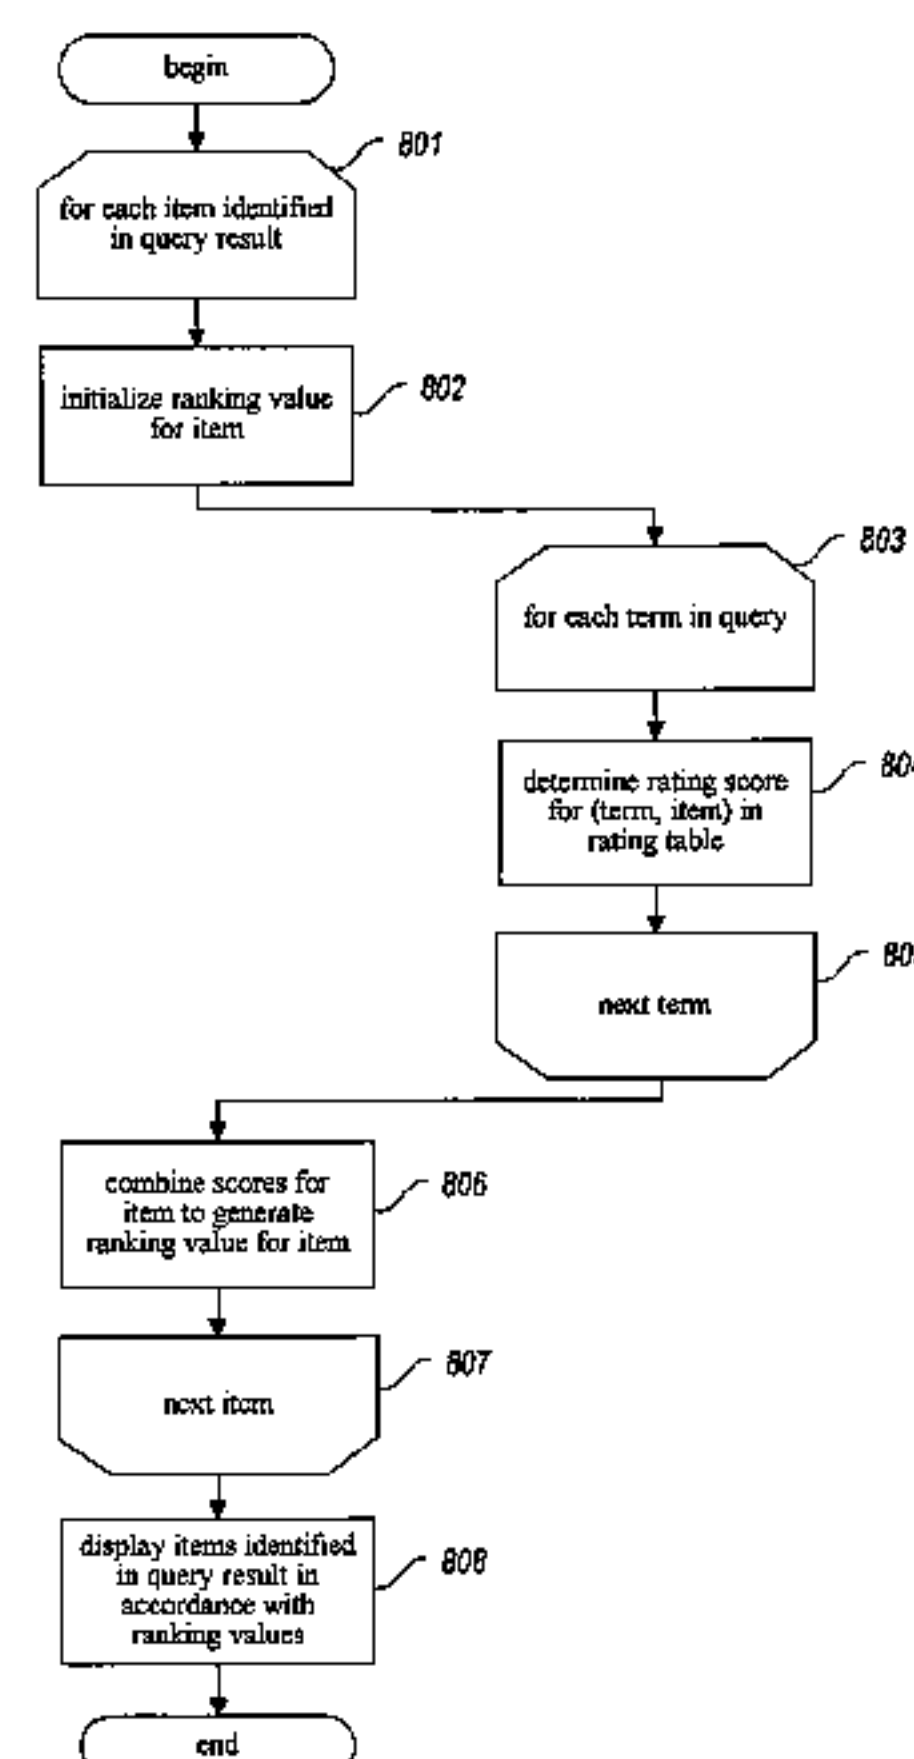 begin
801
for each item identified
in query result
802
initialize ranking value
for item
803
for each term in query
804
determine rating score
for (term, item) in
rating table
80
next term
806
combine scores for
item to generate
ranking value for item
807
next item
808
display items identified
in query result in
accordance with
ranking values
end